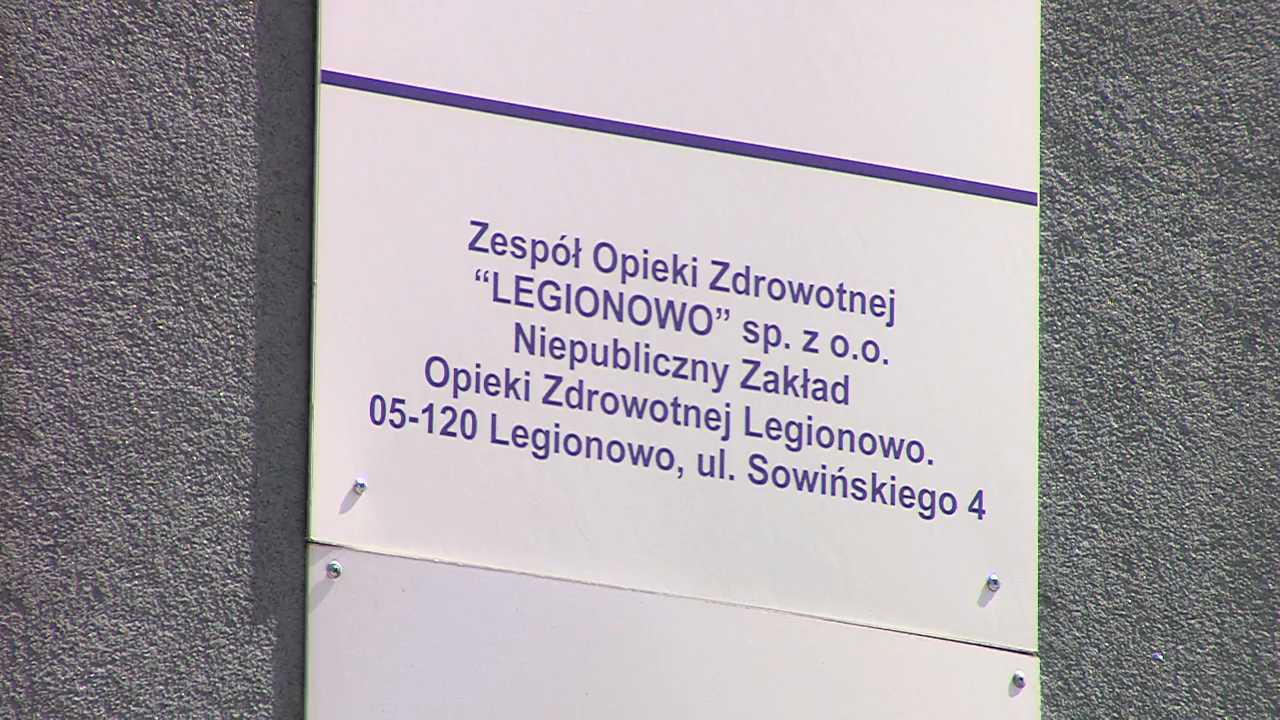 Zespół Opieki Zdrowotnej
“LEGIONOWO” sp. z o.o.
Niepubliczny Zakład
Opieki Zdrowotnej Legionowo.
05-120 Legionowo, ul. Sowińskiego 4